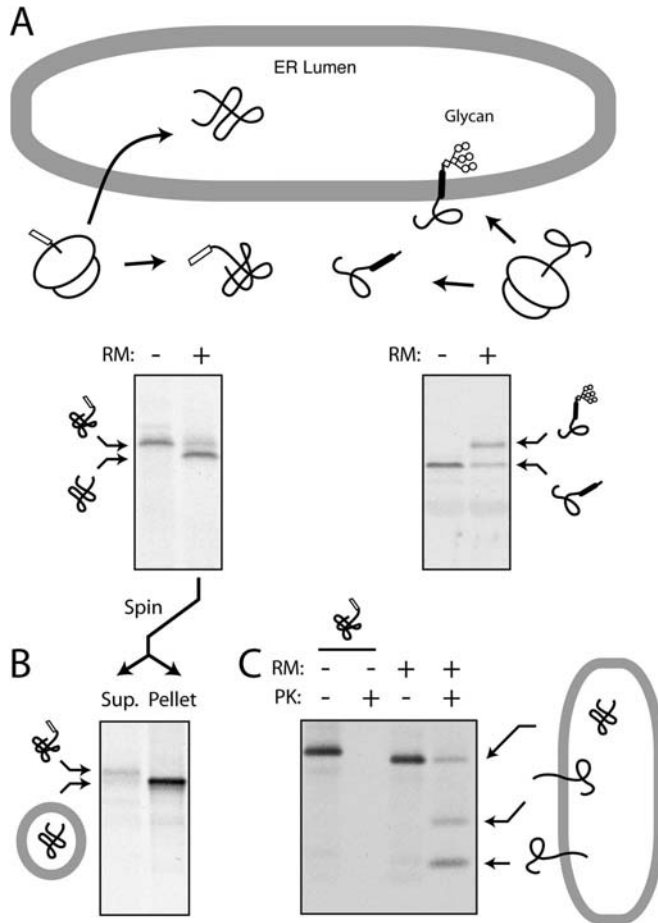 A
ER Lumen
Glycan
RM: - +
RM: - +
Spin
B
Sup. Pellet
C
RM: - - + +
PK: - + - +